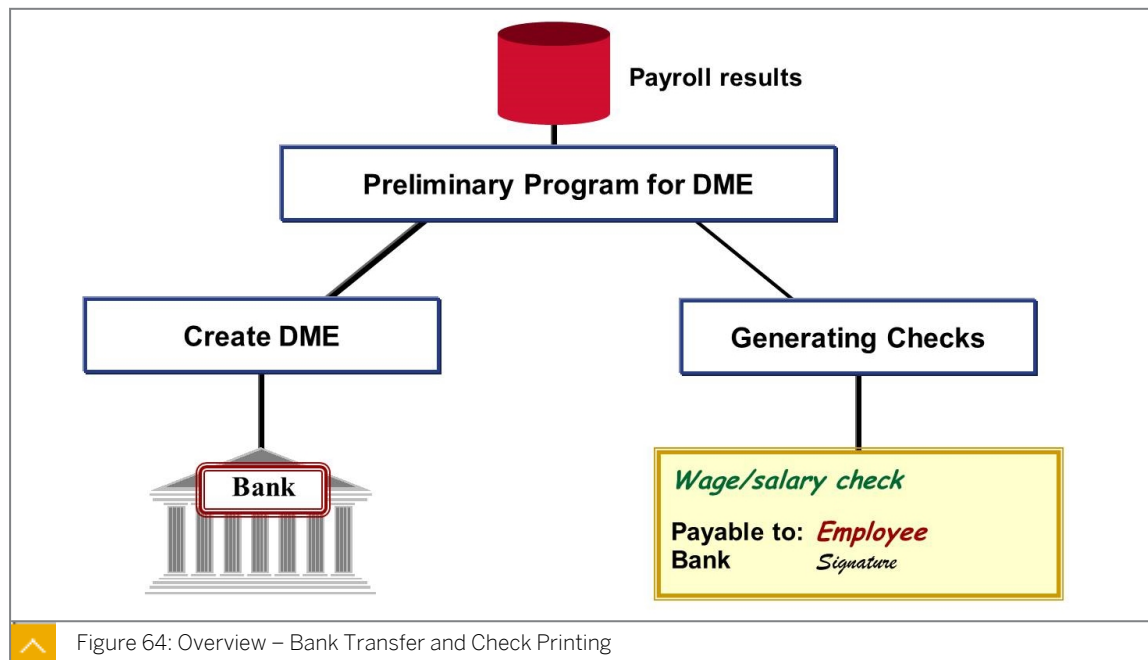 Payroll results
Preliminary Program for DME
Create DME
Generating Checks
Bank
Wage/salary check
Payable to: Employee
Bank Signature
Figure 64: Overview – Bank Transfer and Check Printing